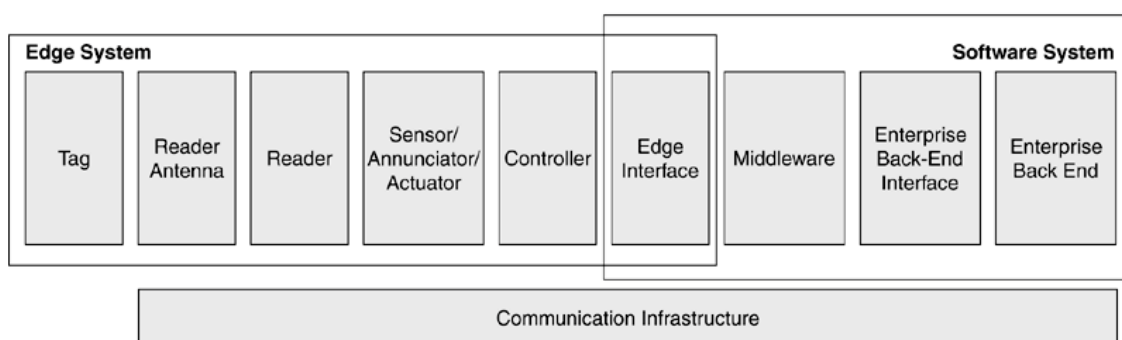 Edge System
Software System
Tag
Reader
Antenna
Reader
Sensor/
Annunciator/
Actuator
Controller
Edge
Interface
Middleware
Enterprise
Back-End
Interface
Enterprise
Back End
Communication Infrastructure